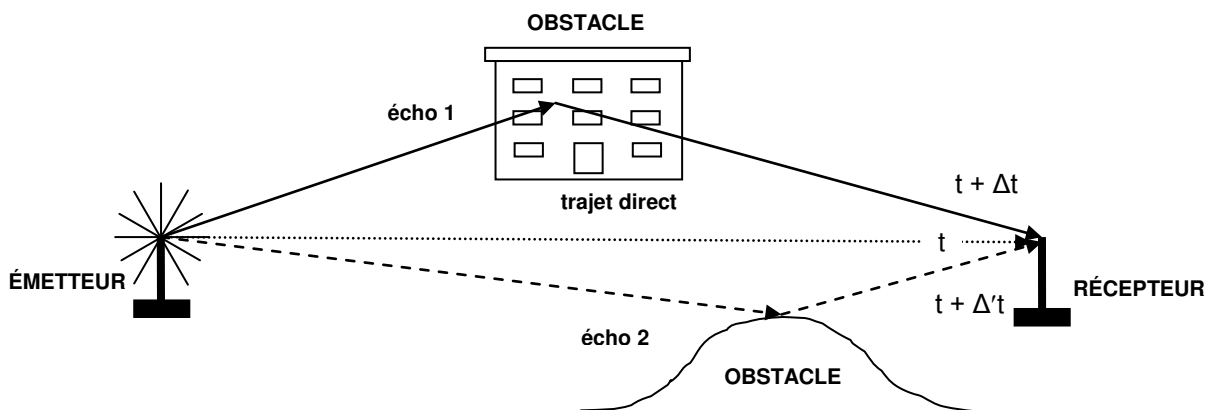 OBSTACLE
écho 1
trajet direct
t + Δt
t
ÉMETTEUR
RÉCEPTEUR
t + Δ't
écho 2
OBSTACLE